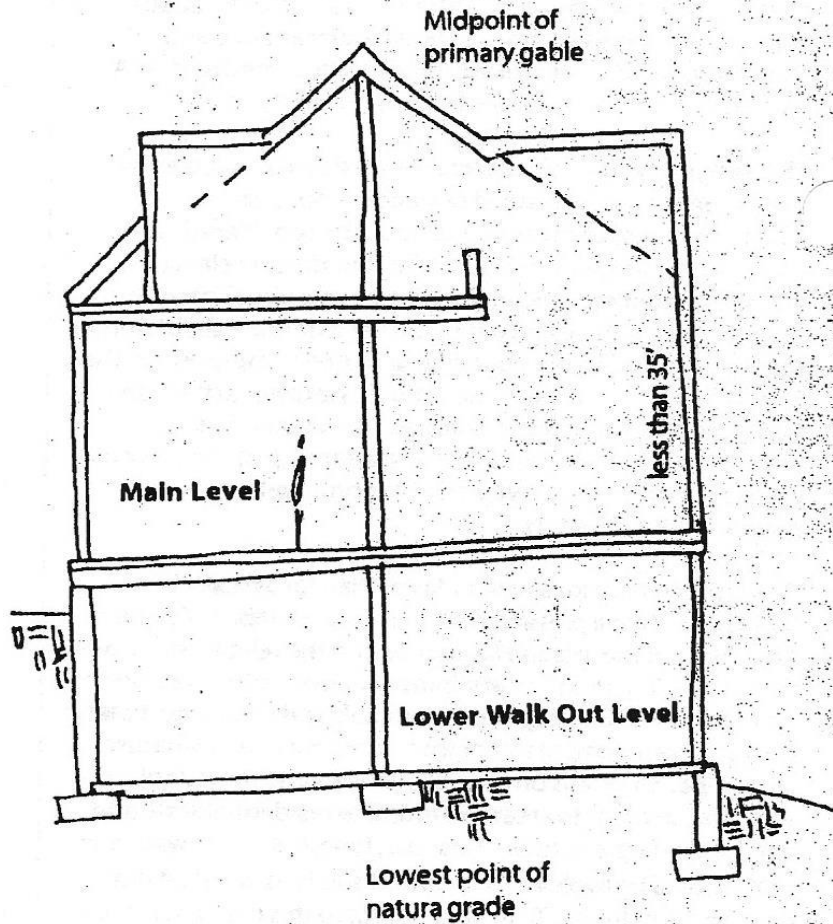 Midpoint of
primary gable
less than 35'
Main Level
Lower Walk Out Level
Lowest point of
natura grade